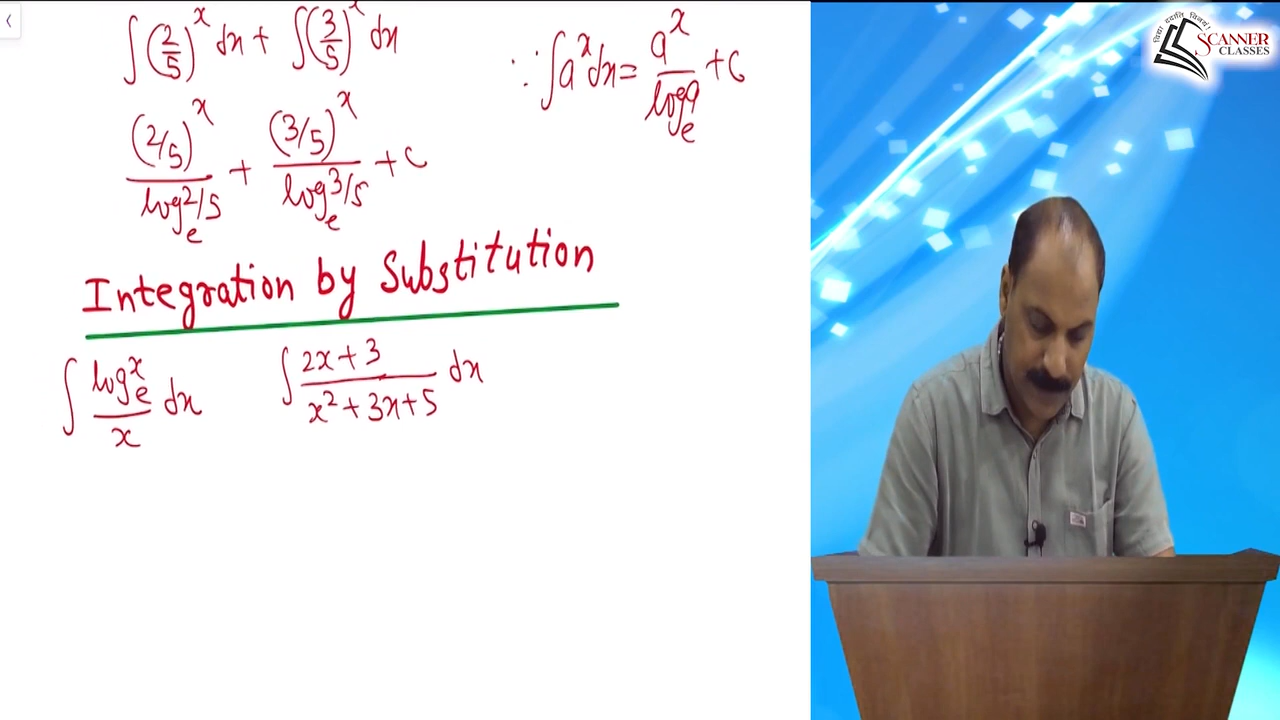 ∫(2/5)^x dx + ∫(3/5)^x dx
∵ ∫a^x dx = a^x / log_e a + c
(2/5)^x / log_e 2/5 + (3/5)^x / log_e 3/5 + c
Integration by Substitution
∫ log_e x / x dx
∫ 2x+3 / x²+3x+5 dx
SCANNER
CLASSES